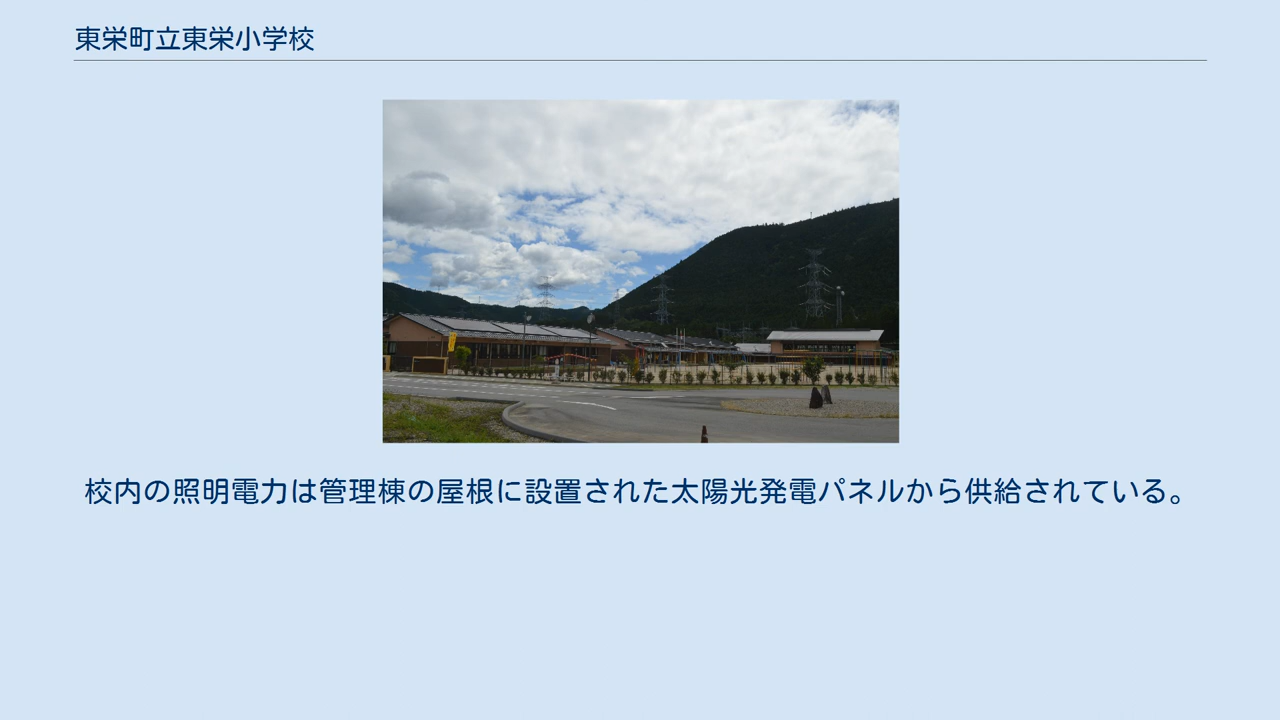 東栄町立東栄小学校
校内の照明電力は管理棟の屋根に設置された太陽光発電パネルから供給されている。